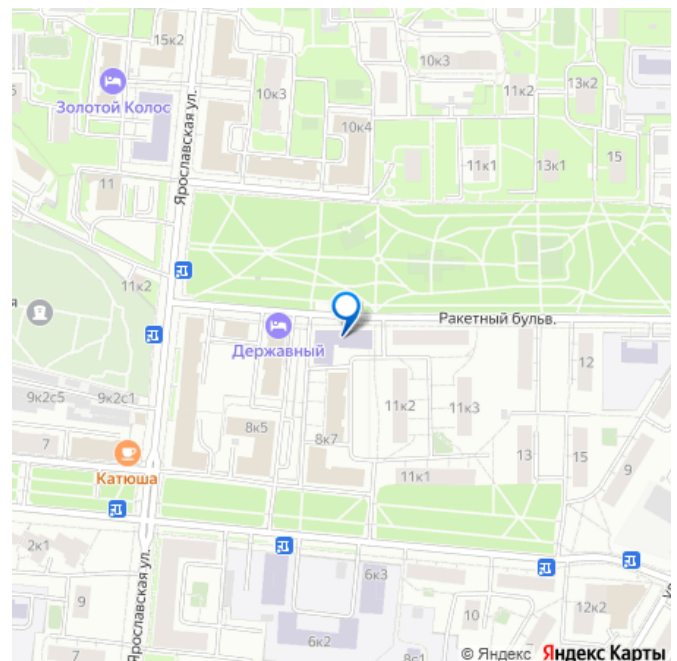 15к2
10к3
11к2
13к2
Золотой Колос
10к3
10к4
11к1
13к1
15
11
Ярославская ул.
11к2
Ракетный бульв.
Державный
12
9к2с5
9к2с1
11к2
11к3
8к5
8к7
7
13
15
9
Катюша
11к1
2к1
6к3
9
10
12к2
Ярославская ул.
6к2
7
8с1
© Яндекс Яндекс Карты